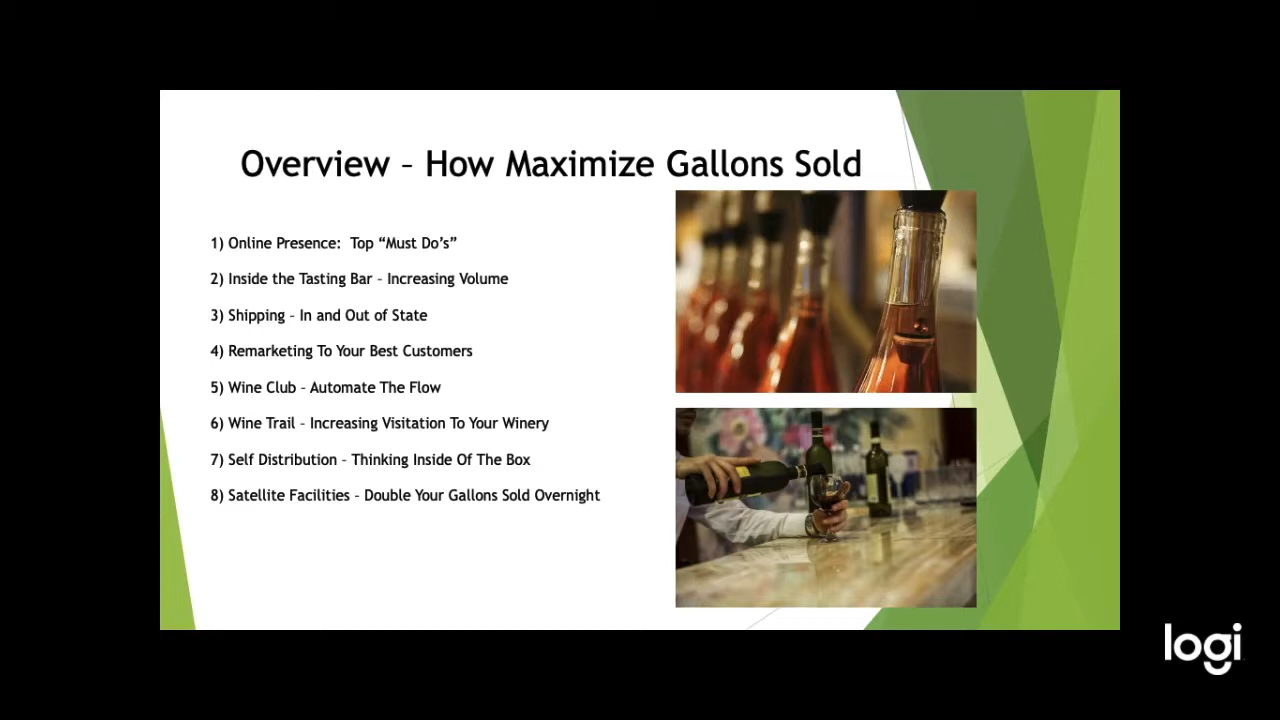 Overview – How Maximize Gallons Sold
1) Online Presence:  Top “Must Do’s”
2) Inside the Tasting Bar – Increasing Volume
3) Shipping – In and Out of State
4) Remarketing To Your Best Customers
5) Wine Club – Automate The Flow
6) Wine Trail – Increasing Visitation To Your Winery
7) Self Distribution – Thinking Inside Of The Box
8) Satellite Facilities – Double Your Gallons Sold Overnight
logi